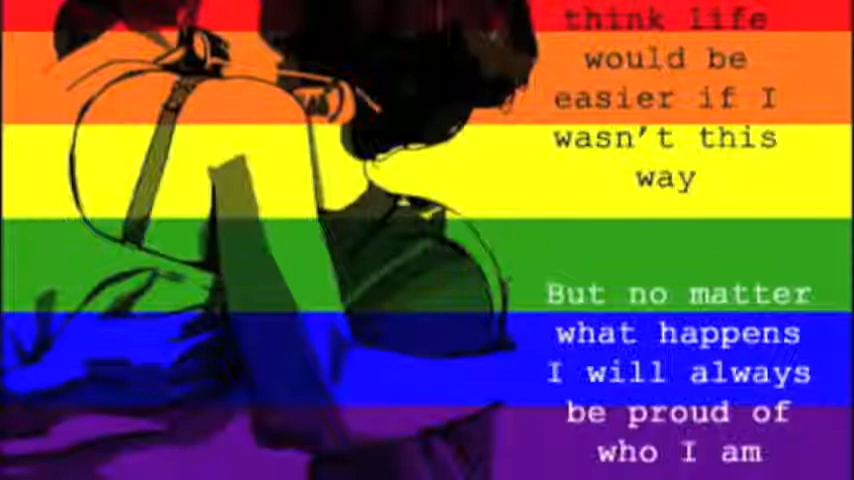 think life
would be
easier if I
wasn't this
way
But no matter
what happens
I will always
be proud of
who I am